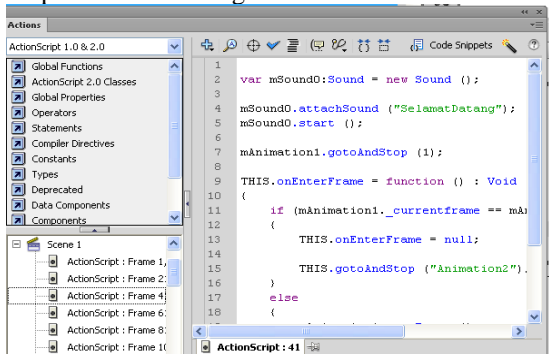 Actions
ActionScript 1.0 & 2.0
Code Snippets
Global Functions
ActionScript 2.0 Classes
Global Properties
Operators
Statements
Compiler Directives
Constants
Types
Deprecated
Data Components
Components
Scene 1
ActionScript : Frame 1
ActionScript : Frame 2
ActionScript : Frame 4
ActionScript : Frame 6
ActionScript : Frame 8
ActionScript : Frame 10
1
2 var mSound0:Sound = new Sound ();
3
4 mSound0.attachSound ("SelamatDatang");
5 mSound0.start ();
6
7 mAnimation1.gotoAndStop (1);
8
9 THIS.onEnterFrame = function () : Void
10 {
11 if (mAnimation1._currentframe == mAn
12 {
13 THIS.onEnterFrame = null;
14
15 THIS.gotoAndStop ("Animation2")
16 }
17 else
18 {
ActionScript : 41